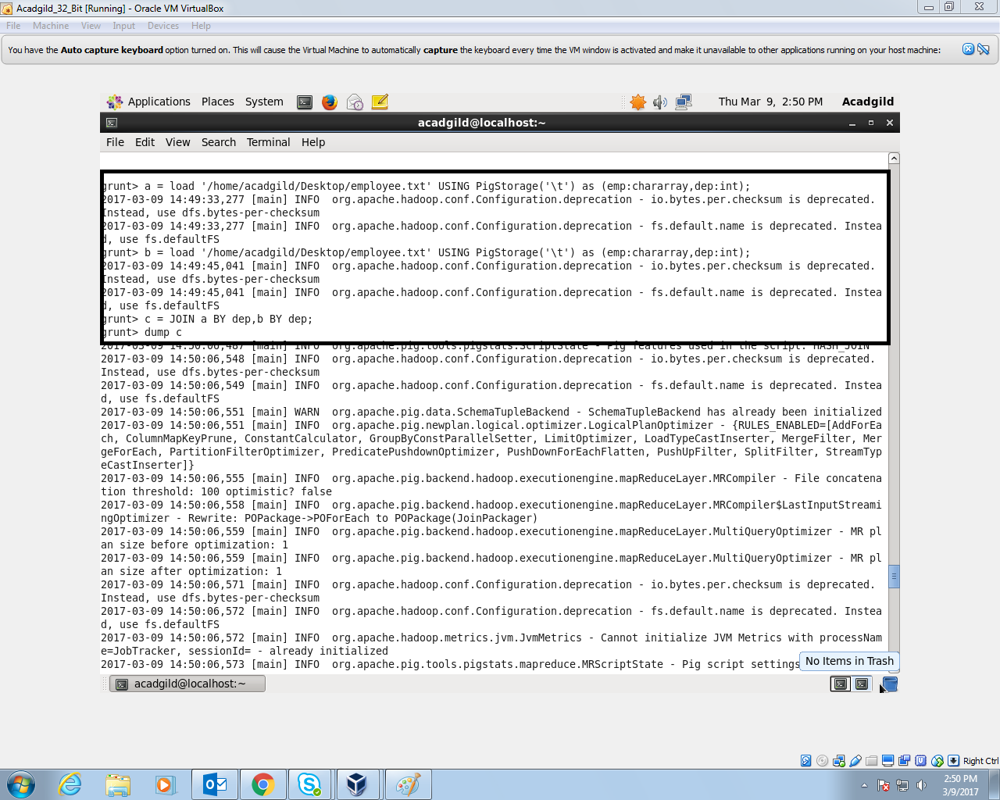 Acadgild_32_Bit [Running] - Oracle VM VirtualBox
File Machine View Input Devices Help
You have the Auto capture keyboard option turned on. This will cause the Virtual Machine to automatically capture the keyboard every time the VM window is activated and make it unavailable to other applications running on your host machine:
Applications Places System Thu Mar 9, 2:50 PM Acadgild
acadgild@localhost:~
File Edit View Search Terminal Help
grunt> a = load '/home/acadgild/Desktop/employee.txt' USING PigStorage('\t') as (emp:chararray,dep:int);
2017-03-09 14:49:33,277 [main] INFO  org.apache.hadoop.conf.Configuration.deprecation - io.bytes.per.checksum is deprecated.
Instead, use dfs.bytes-per-checksum
2017-03-09 14:49:33,277 [main] INFO  org.apache.hadoop.conf.Configuration.deprecation - fs.default.name is deprecated. Instea
d, use fs.defaultFS
grunt> b = load '/home/acadgild/Desktop/employee.txt' USING PigStorage('\t') as (emp:chararray,dep:int);
2017-03-09 14:49:45,041 [main] INFO  org.apache.hadoop.conf.Configuration.deprecation - io.bytes.per.checksum is deprecated.
Instead, use dfs.bytes-per-checksum
2017-03-09 14:49:45,041 [main] INFO  org.apache.hadoop.conf.Configuration.deprecation - fs.default.name is deprecated. Instea
d, use fs.defaultFS
grunt> c = JOIN a BY dep,b BY dep;
grunt> dump c
2017-03-09 14:50:06,487 [main] INFO  org.apache.pig.tools.pigstats.ScriptState - Pig features used in the script: HASH_JOIN
2017-03-09 14:50:06,548 [main] INFO  org.apache.hadoop.conf.Configuration.deprecation - io.bytes.per.checksum is deprecated.
Instead, use dfs.bytes-per-checksum
2017-03-09 14:50:06,549 [main] INFO  org.apache.hadoop.conf.Configuration.deprecation - fs.default.name is deprecated. Instea
d, use fs.defaultFS
2017-03-09 14:50:06,551 [main] WARN  org.apache.pig.data.SchemaTupleBackend - SchemaTupleBackend has already been initialized
2017-03-09 14:50:06,551 [main] INFO  org.apache.pig.newplan.logical.optimizer.LogicalPlanOptimizer - {RULES_ENABLED=[AddForEa
ch, ColumnMapKeyPrune, ConstantCalculator, GroupByConstParallelSetter, LimitOptimizer, LoadTypeCastInserter, MergeFilter, Mer
geForEach, PartitionFilterOptimizer, PredicatePushdownOptimizer, PushDownForEachFlatten, PushUpFilter, SplitFilter, StreamTyp
eCastInserter]}
2017-03-09 14:50:06,555 [main] INFO  org.apache.pig.backend.hadoop.executionengine.mapReduceLayer.MRCompiler - File concatena
tion threshold: 100 optimistic? false
2017-03-09 14:50:06,558 [main] INFO  org.apache.pig.backend.hadoop.executionengine.mapReduceLayer.MRCompiler$LastInputStreami
ngOptimizer - Rewrite: POPackage->POForEach to POPackage(JoinPackager)
2017-03-09 14:50:06,559 [main] INFO  org.apache.pig.backend.hadoop.executionengine.mapReduceLayer.MultiQueryOptimizer - MR pl
an size before optimization: 1
2017-03-09 14:50:06,559 [main] INFO  org.apache.pig.backend.hadoop.executionengine.mapReduceLayer.MultiQueryOptimizer - MR pl
an size after optimization: 1
2017-03-09 14:50:06,571 [main] INFO  org.apache.hadoop.conf.Configuration.deprecation - io.bytes.per.checksum is deprecated.
Instead, use dfs.bytes-per-checksum
2017-03-09 14:50:06,572 [main] INFO  org.apache.hadoop.conf.Configuration.deprecation - fs.default.name is deprecated. Instea
d, use fs.defaultFS
2017-03-09 14:50:06,572 [main] INFO  org.apache.hadoop.metrics.jvm.JvmMetrics - Cannot initialize JVM Metrics with processNam
e=JobTracker, sessionId= - already initialized
2017-03-09 14:50:06,573 [main] INFO  org.apache.pig.tools.pigstats.mapreduce.MRScriptState - Pig script settings
No Items in Trash
acadgild@localhost:~
Right Ctrl
2:50 PM
3/9/2017